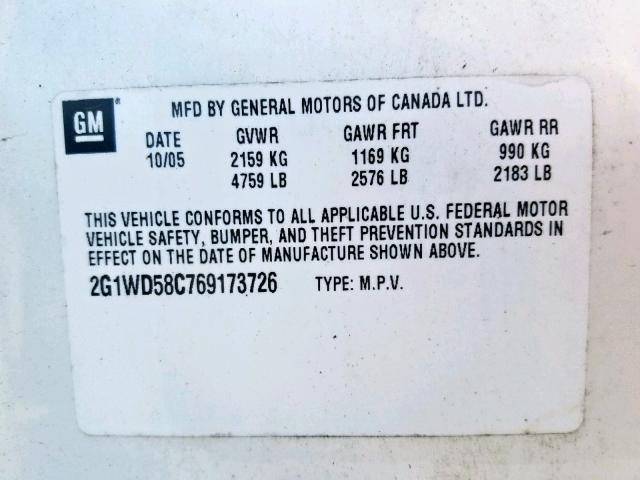 GM®
MFD BY GENERAL MOTORS OF CANADA LTD.
DATE GVWR GAWR FRT GAWR RR
10/05 2159 KG 1169 KG 990 KG
4759 LB 2576 LB 2183 LB
THIS VEHICLE CONFORMS TO ALL APPLICABLE U.S. FEDERAL MOTOR
VEHICLE SAFETY, BUMPER, AND THEFT PREVENTION STANDARDS IN
EFFECT ON THE DATE OF MANUFACTURE SHOWN ABOVE.
2G1WD58C769173726 TYPE: M.P.V.